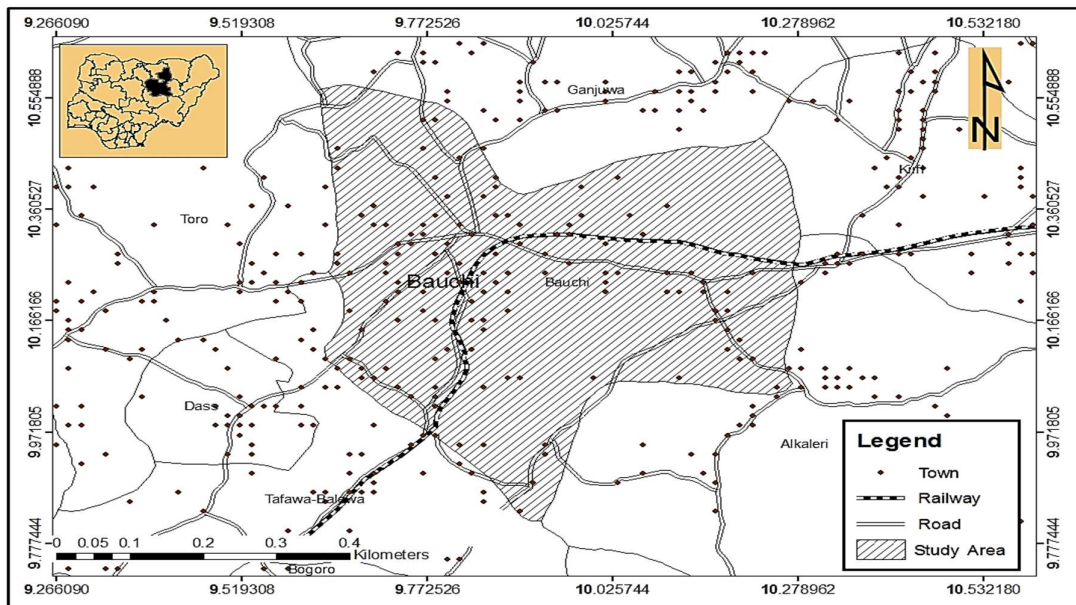 9.266090 9.519308 9.772526 10.025744 10.278962 10.532180
10.554888 10.554888
Ganjuwa
N
Kirfi
10.360527 10.360527
Toro
Bauchi Bauchi
10.166166 10.166166
Dass
9.971805 9.971805
Alkaleri
Legend
Town
Railway
Road
Study Area
Tafawa-Balewa
9.777444 9.777444
0 0.05 0.1 0.2 0.3 0.4
Kilometers
Bogoro
9.266090 9.519308 9.772526 10.025744 10.278962 10.532180